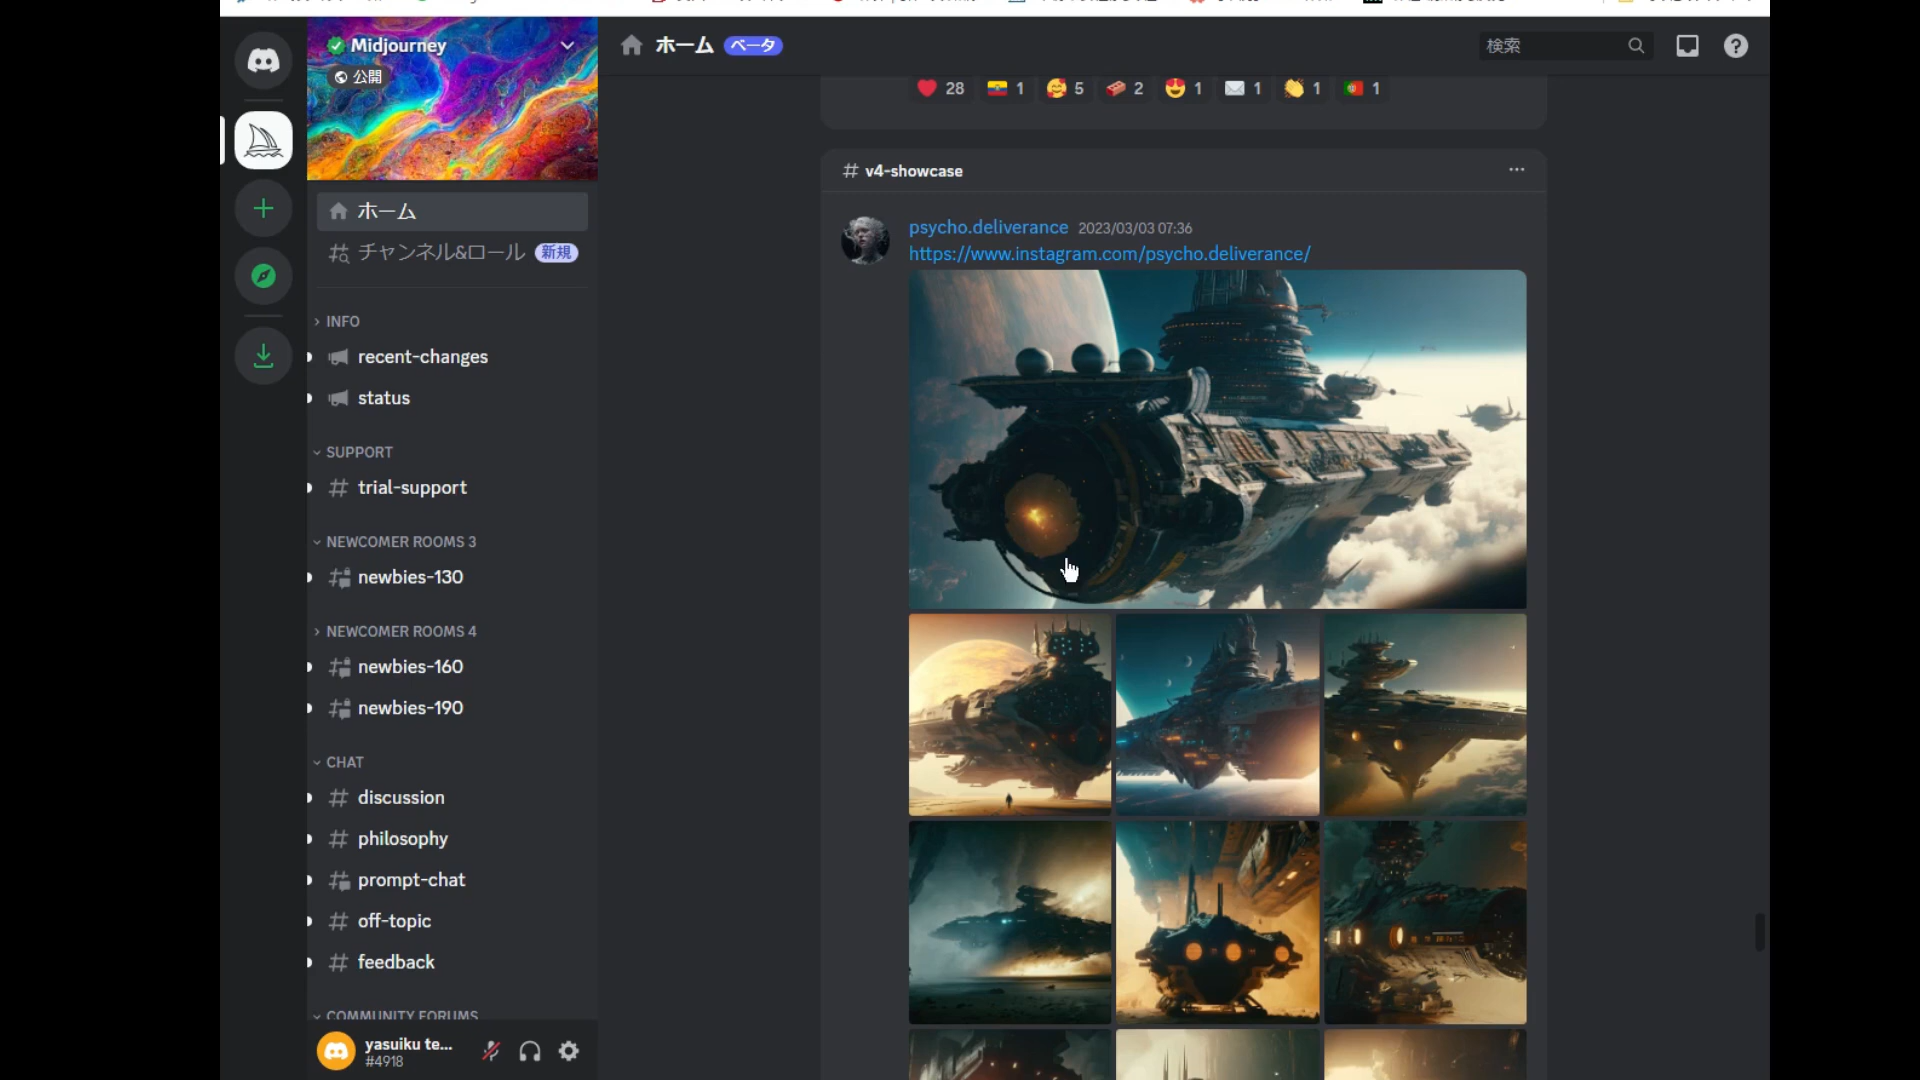 Midjourney
公開
ホーム
チャンネル&ロール 新規
INFO
recent-changes
status
SUPPORT
trial-support
NEWCOMER ROOMS 3
newbies-130
NEWCOMER ROOMS 4
newbies-160
newbies-190
CHAT
discussion
philosophy
prompt-chat
off-topic
feedback
COMMUNITY FORUMS
yasuiku te...
#4918
ホーム ベータ
検索
28 1 5 2 1 1 1 1
v4-showcase
psycho.deliverance 2023/03/03 07:36
https://www.instagram.com/psycho.deliverance/